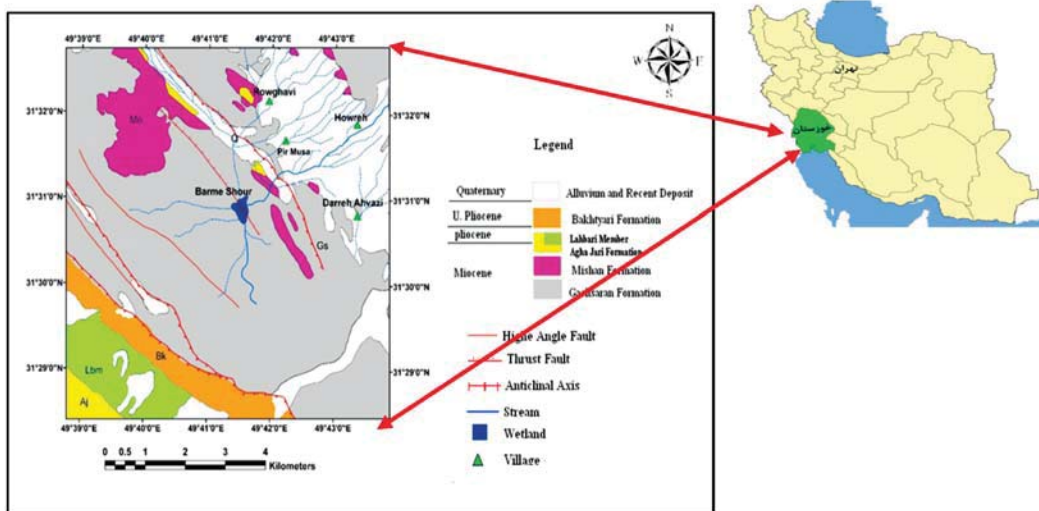 49°39'0"E 49°40'0"E 49°41'0"E 49°42'0"E 49°43'0"E
31°32'0"N
31°31'0"N
31°30'0"N
31°29'0"N
31°32'0"N
31°31'0"N
31°30'0"N
31°29'0"N
Mn
Rowghavi
Howreh
Q
Pir Musa
Barme Shour
Darreh Ahvazi
Gs
Bk
Lbm
Aj
49°39'0"E 49°40'0"E 49°41'0"E 49°42'0"E 49°43'0"E
0 0.5 1 2 3 4
Kilometers
N
W E
S
Legend
Quaternary Alluvium and Recent Deposit
U. Pliocene Bakhtyari Formation
pliocene Lahbari Member
Agha Jari Formation
Miocene Mishan Formation
Gachsaran Formation
Highe Angle Fault
Thrust Fault
Anticlinal Axis
Stream
Wetland
Village
تهران
خوزستان